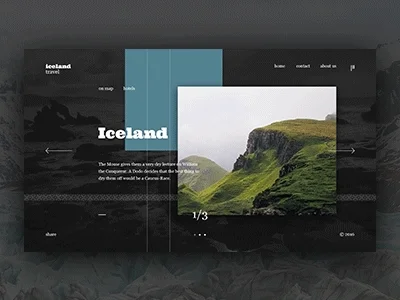 iceland
travel
home contact about us
on map hotels
Iceland
The Mouse gives them a very dry lecture on William
the Conqueror. A Dodo decides that the best thing to
dry them off would be a Caucus-Race.
1/3
share
© 2016